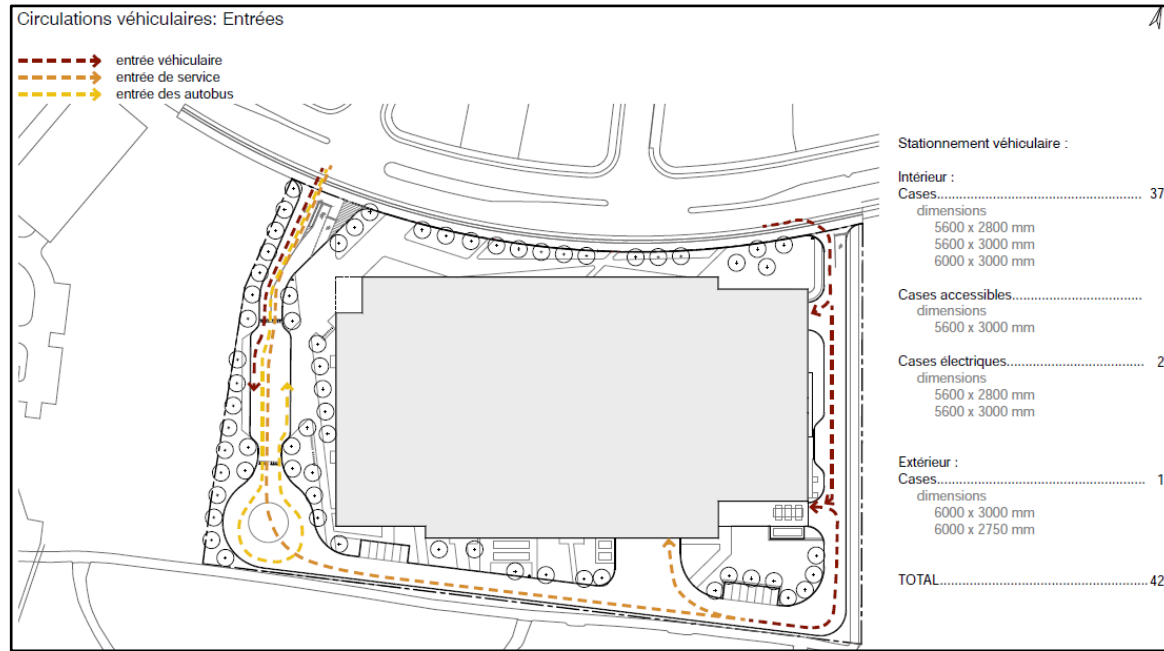 Circulations véhiculaires: Entrées
entrée véhiculaire
entrée de service
entrée des autobus
Stationnement véhiculaire :
Intérieur :
Cases...................................................... 37
dimensions
5600 x 2800 mm
5600 x 3000 mm
6000 x 3000 mm
Cases accessibles..................................
dimensions
5600 x 3000 mm
Cases électriques.................................... 2
dimensions
5600 x 2800 mm
5600 x 3000 mm
Extérieur :
Cases....................................................... 1
dimensions
6000 x 3000 mm
6000 x 2750 mm
TOTAL....................................................... 42